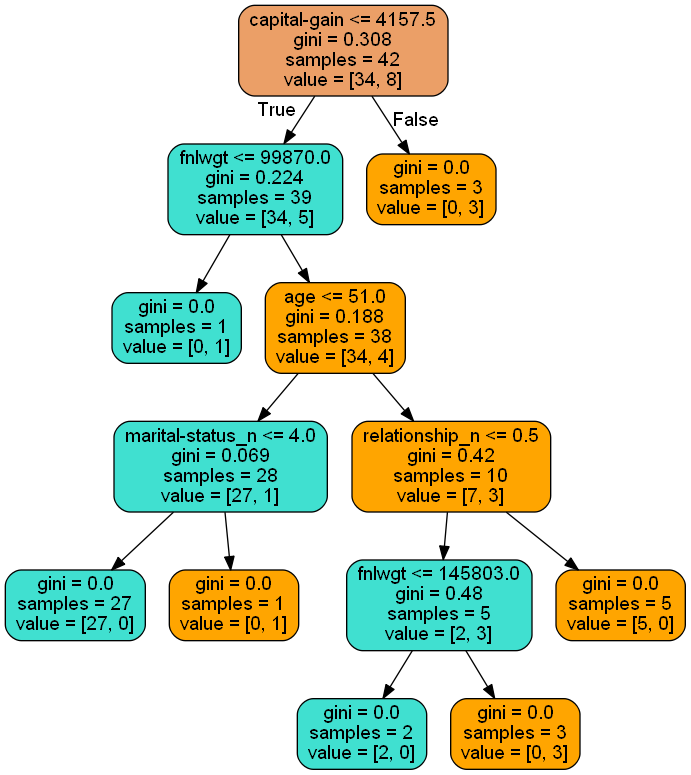 capital-gain <= 4157.5
gini = 0.308
samples = 42
value = [34, 8]
True
False
fnlwgt <= 99870.0
gini = 0.224
samples = 39
value = [34, 5]
gini = 0.0
samples = 3
value = [0, 3]
gini = 0.0
samples = 1
value = [0, 1]
age <= 51.0
gini = 0.188
samples = 38
value = [34, 4]
marital-status_n <= 4.0
gini = 0.069
samples = 28
value = [27, 1]
relationship_n <= 0.5
gini = 0.42
samples = 10
value = [7, 3]
gini = 0.0
samples = 27
value = [27, 0]
gini = 0.0
samples = 1
value = [0, 1]
fnlwgt <= 145803.0
gini = 0.48
samples = 5
value = [2, 3]
gini = 0.0
samples = 5
value = [5, 0]
gini = 0.0
samples = 2
value = [2, 0]
gini = 0.0
samples = 3
value = [0, 3]